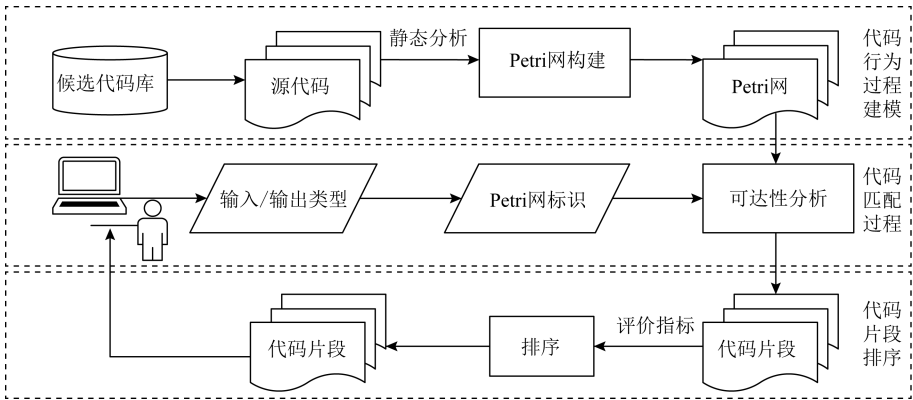 候选代码库
源代码
静态分析
Petri网构建
Petri网
代码
行为
过程
建模
输入/输出类型
Petri网标识
可达性分析
代码
匹配
过程
代码片段
排序
评价指标
代码片段
代码
片段
排序